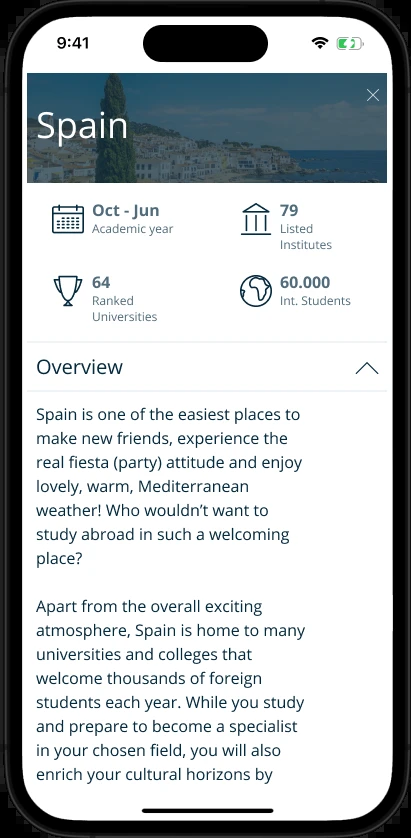 9:41
Spain
Oct - Jun
Academic year
79
Listed
Institutes
64
Ranked
Universities
60.000
Int. Students
Overview
Spain is one of the easiest places to
make new friends, experience the
real fiesta (party) attitude and enjoy
lovely, warm, Mediterranean
weather! Who wouldn’t want to
study abroad in such a welcoming
place?
Apart from the overall exciting
atmosphere, Spain is home to many
universities and colleges that
welcome thousands of foreign
students each year. While you study
and prepare to become a specialist
in your chosen field, you will also
enrich your cultural horizons by